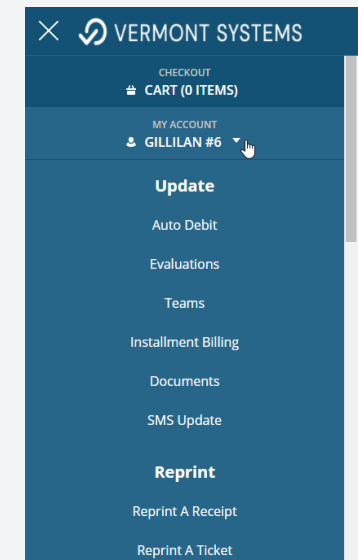 VERMONT SYSTEMS
CHECKOUT
CART (0 ITEMS)
MY ACCOUNT
GILLILAN #6
Update
Auto Debit
Evaluations
Teams
Installment Billing
Documents
SMS Update
Reprint
Reprint A Receipt
Reprint A Ticket